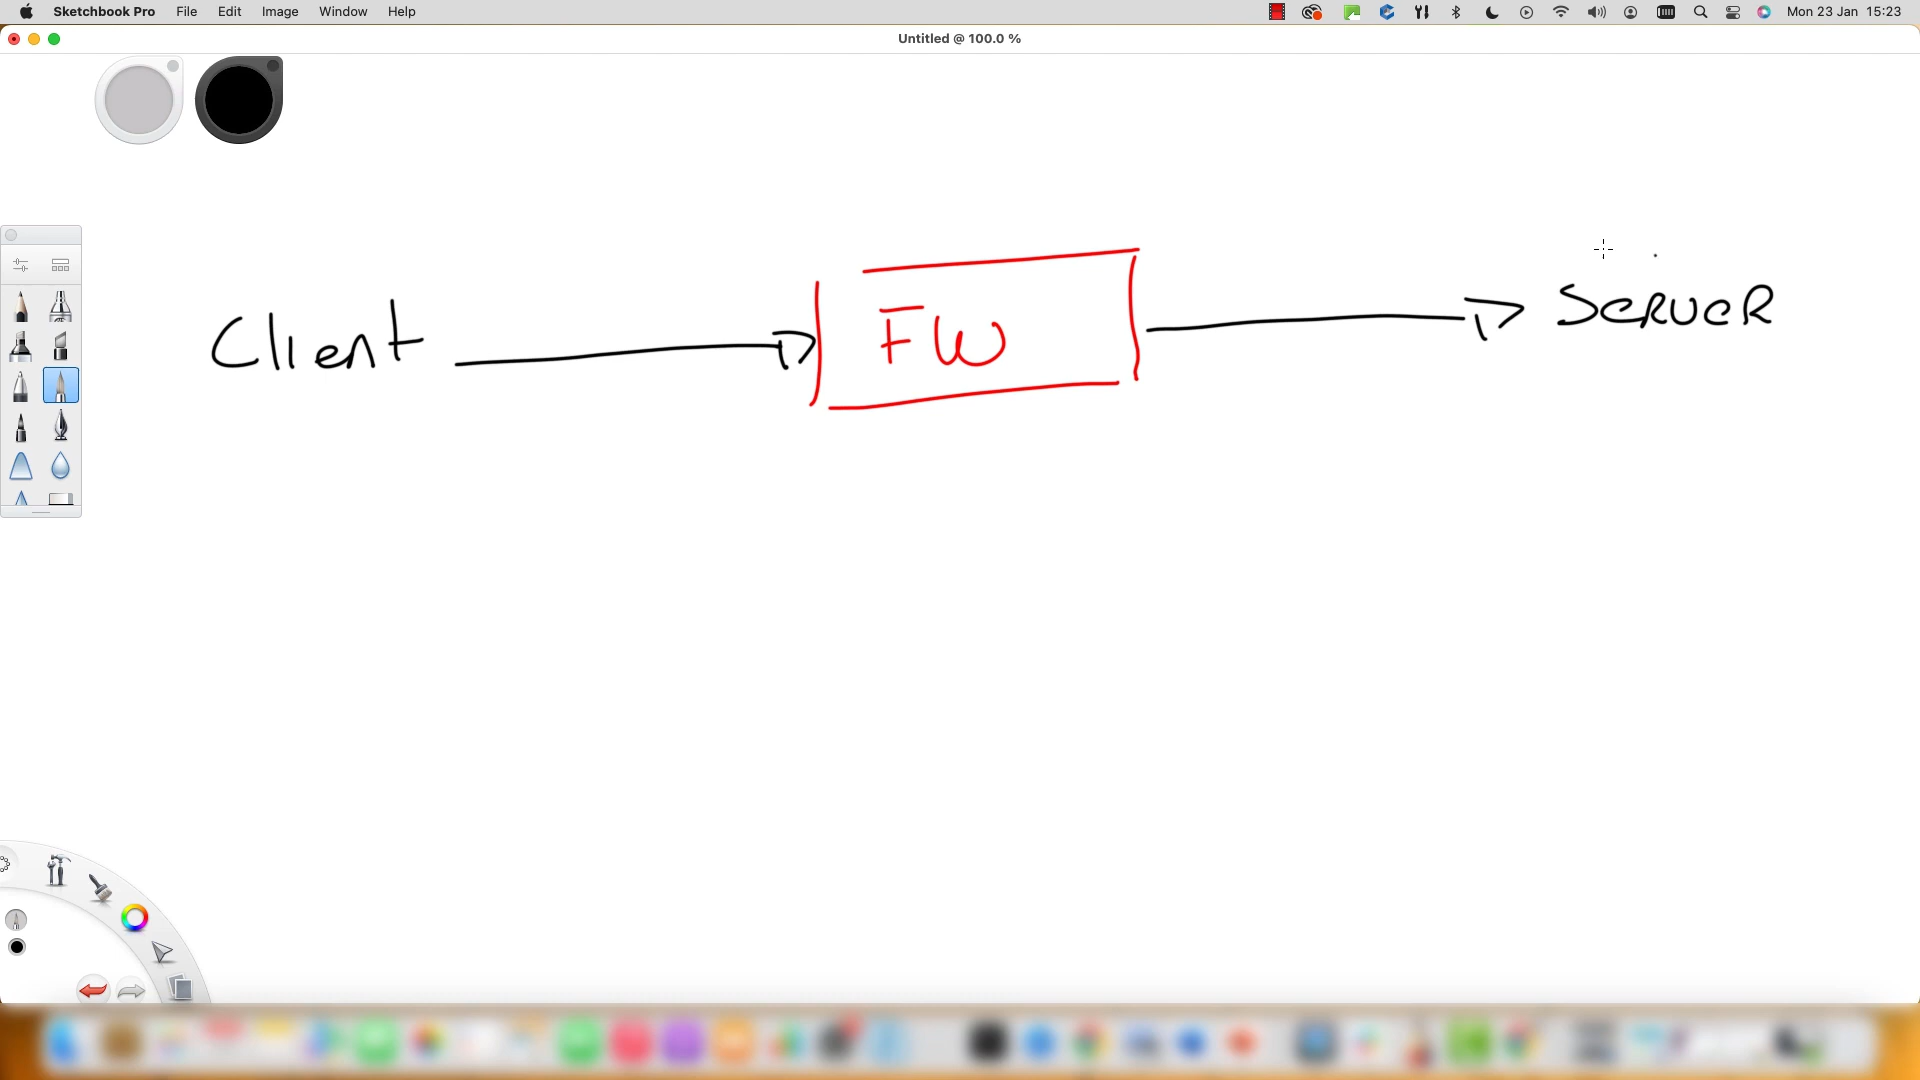 Sketchbook Pro File Edit Image Window Help Mon 23 Jan 15:23
Untitled @ 100.0 %
Client FW SERVER